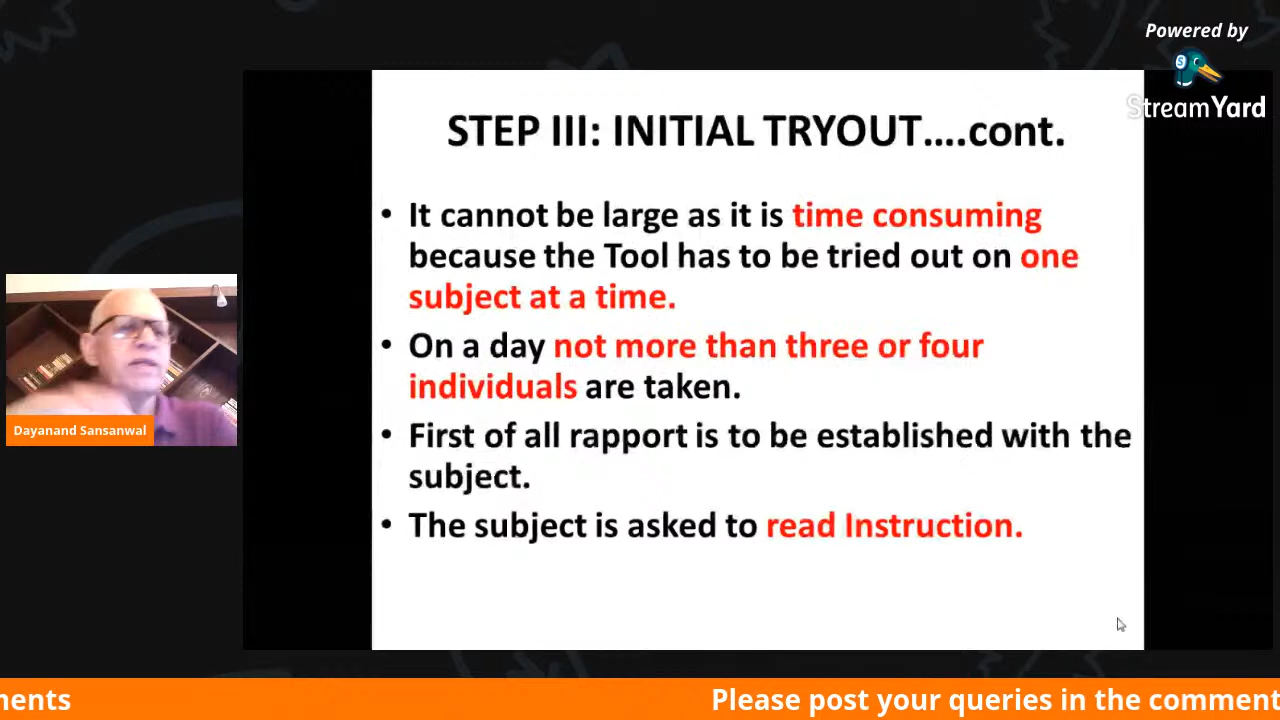 Powered by
StreamYard
STEP III: INITIAL TRYOUT....cont.
• It cannot be large as it is time consuming
because the Tool has to be tried out on one
subject at a time.
• On a day not more than three or four
individuals are taken.
• First of all rapport is to be established with the
subject.
• The subject is asked to read Instruction.
Dayanand Sansanwal
nents Please post your queries in the comment